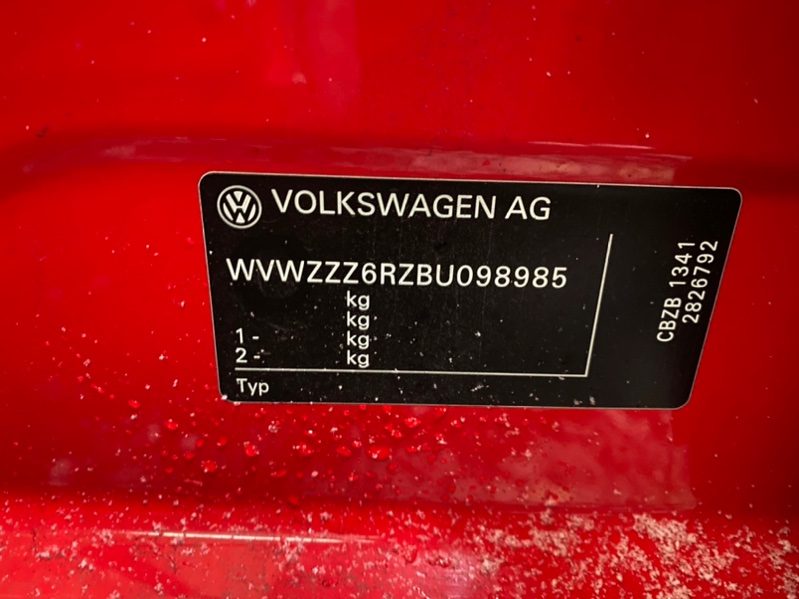 VOLKSWAGEN AG
WVWZZZ6RZBU098985
kg
kg
1 - kg
2 - kg
Typ
CBZB 1341
2826792